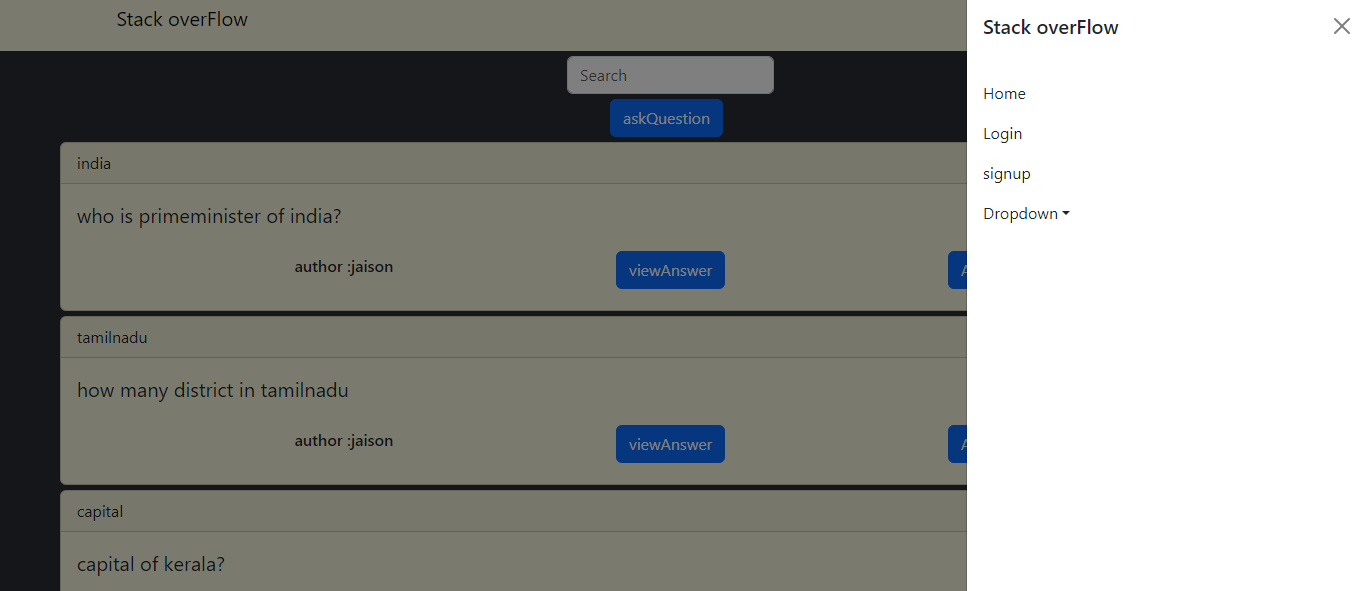 Stack overFlow
Search
askQuestion
india
who is primeminister of india?
author :jaison
viewAnswer
tamilnadu
how many district in tamilnadu
author :jaison
viewAnswer
capital
capital of kerala?
Stack overFlow
Home
Login
signup
Dropdown